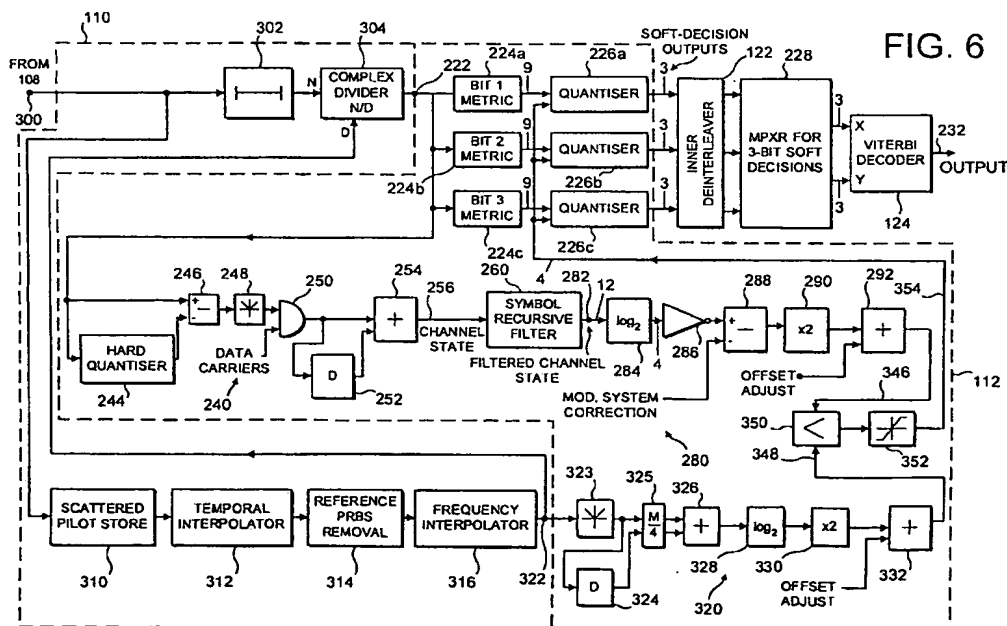 FIG. 6
110
302
304
FROM
108
300
N
COMPLEX
DIVIDER
N/D
D
222
224a
9
BIT 1
METRIC
226a
QUANTISER
3
SOFT-DECISION
OUTPUTS
122
228
BIT 2
METRIC
224b
9
QUANTISER
226b
3
INNER
DEINTERLEAVER
MPXR FOR
3-BIT SOFT
DECISIONS
3
X
Y
3
VITERBI
DECODER
232
OUTPUT
124
BIT 3
METRIC
224c
9
QUANTISER
226c
3
4
246
+
−
−
248
250
254
+
256
CHANNEL
STATE
260
SYMBOL
RECURSIVE
FILTER
282
12
FILTERED CHANNEL
STATE
log2
284
4
286
288
+
−
-
290
x2
292
+
354
HARD
QUANTISER
244
DATA
CARRIERS
240
D
252
MOD. SYSTEM
CORRECTION
OFFSET
ADJUST
346
112
280
350
<
352
348
SCATTERED
PILOT STORE
310
TEMPORAL
INTERPOLATOR
312
REFERENCE
PRBS
REMOVAL
314
FREQUENCY
INTERPOLATOR
316
322
323
D
324
325
M
4
326
+
log2
328
320
x2
330
OFFSET
ADJUST
+
332